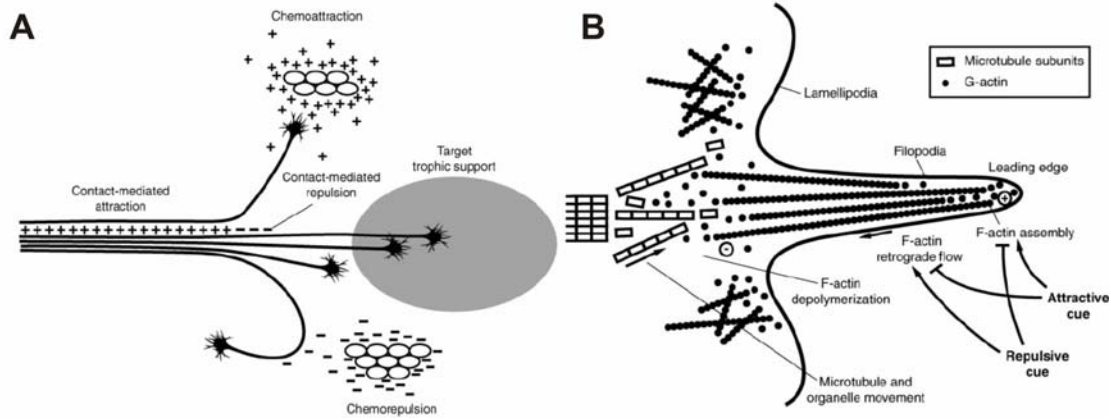 A
Chemoattraction
Contact-mediated
attraction
Contact-mediated
repulsion
Target
trophic support
Chemorepulsion
B
Microtubule subunits
G-actin
Lamellipodia
Filopodia
Leading edge
F-actin assembly
F-actin
retrograde flow
F-actin
depolymerization
Attractive
cue
Repulsive
cue
Microtubule and
organelle movement